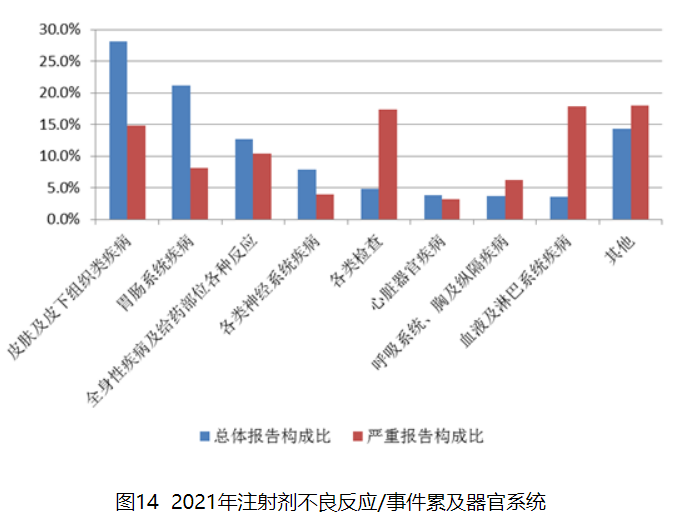 30.0%
25.0%
20.0%
15.0%
10.0%
5.0%
0.0%
皮肤及皮下组织类疾病
胃肠系统疾病
全身性疾病及给药部位各种反应
各类神经系统疾病
各类检查
心脏器官疾病
呼吸系统、胸及纵隔疾病
血液及淋巴系统疾病
其他
总体报告构成比 严重报告构成比
图14 2021年注射剂不良反应/事件累及器官系统